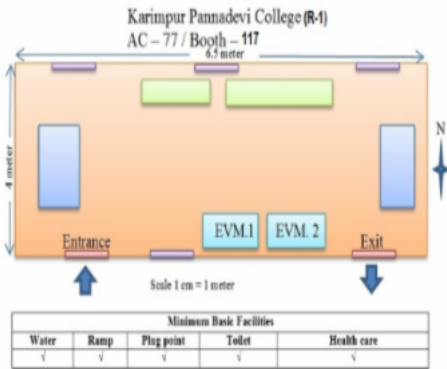 Karimpur Pannadevi College (R-1)
AC – 77 / Booth – 117
6.5 meter
4 meter
N
EVM.1 EVM. 2
Entrance Exit
Scale 1 cm = 1 meter
Minimum Basic Facilities
Water Ramp Plug point Toilet Health care
√ √ √ √ √